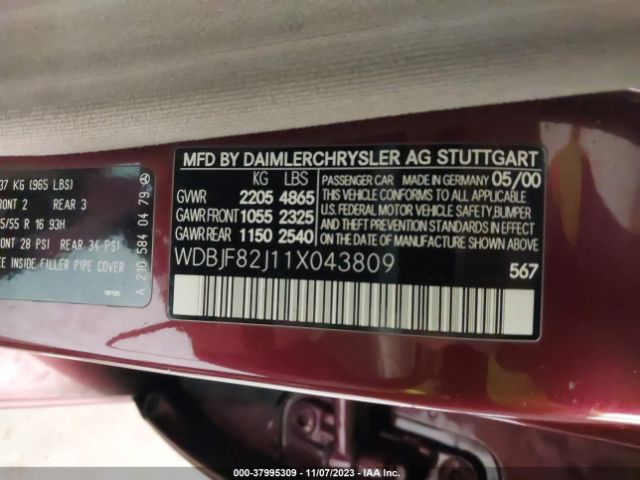 37 KG (965 LBS)
FRONT 2 REAR 3
5/55 R 16 93H
FRONT 28 PSI REAR 34 PSI
INSIDE FILLER PIPE COVER
A 210 584 04 79
MFD BY DAIMLERCHRYSLER AG STUTTGART
KG LBS
GVWR 2205 4865
GAWR FRONT 1055 2325
GAWR REAR 1150 2540
PASSENGER CAR MADE IN GERMANY 05/00
THIS VEHICLE CONFORMS TO ALL APPLICABLE
U.S. FEDERAL MOTOR VEHICLE SAFETY, BUMPER
AND THEFT PREVENTION STANDARDS IN EFFECT
ON THE DATE OF MANUFACTURE SHOWN ABOVE
WDBJF82J11X043809
567
000-37995309 - 11/07/2023 - IAA Inc.